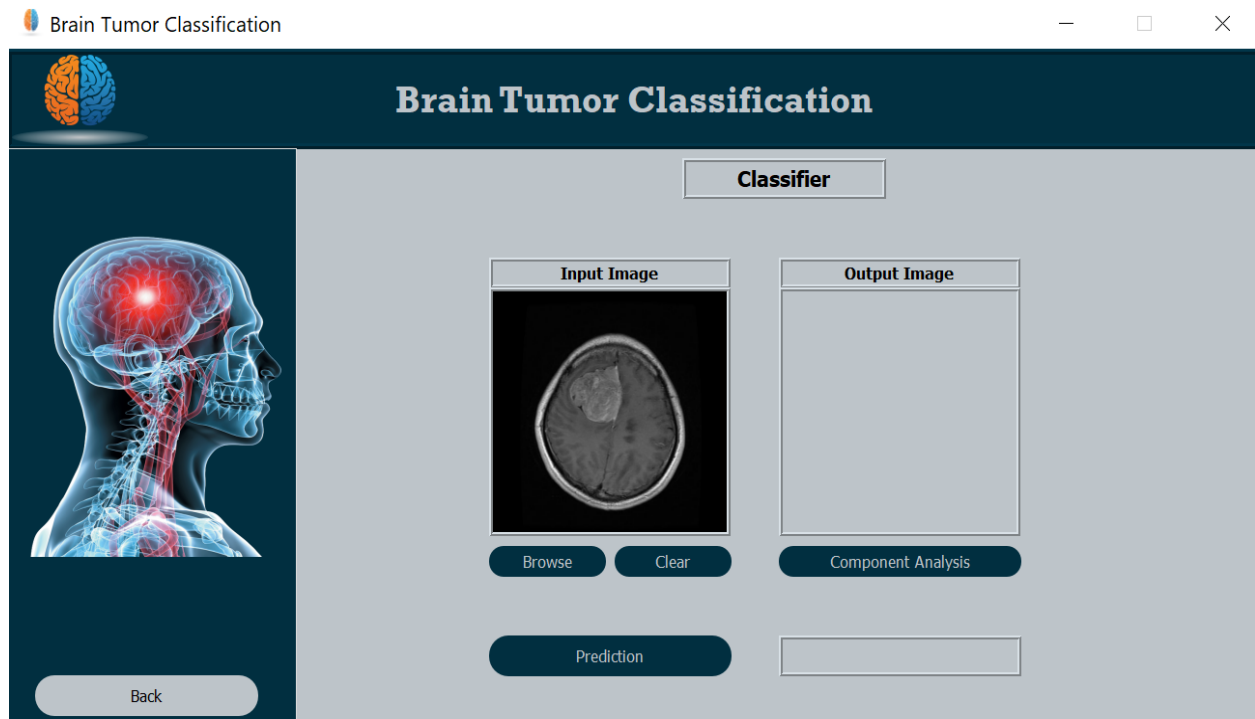 Brain Tumor Classification
Brain Tumor Classification
Classifier
Input Image
Output Image
Browse
Clear
Component Analysis
Prediction
Back